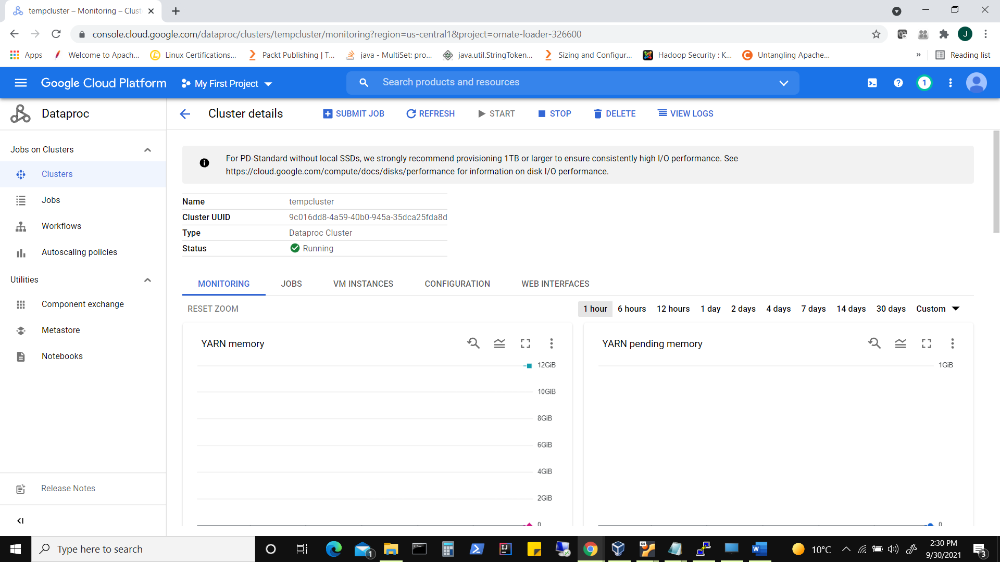 tempcluster – Monitoring – Clust
console.cloud.google.com/dataproc/clusters/tempcluster/monitoring?region=us-central1&project=ornate-loader-326600
J
Apps
Welcome to Apach...
Linux Certifications...
Packt Publishing | T...
java - MultiSet: pro...
java.util.StringToken...
Sizing and Configur...
Hadoop Security : K...
Untangling Apache...
»
Reading list
Google Cloud Platform
My First Project
Search products and resources
1
Dataproc
Cluster details
SUBMIT JOB
REFRESH
START
STOP
DELETE
VIEW LOGS
Jobs on Clusters
Clusters
Jobs
Workflows
Autoscaling policies
Utilities
Component exchange
Metastore
Notebooks
Release Notes
For PD-Standard without local SSDs, we strongly recommend provisioning 1TB or larger to ensure consistently high I/O performance. See
https://cloud.google.com/compute/docs/disks/performance for information on disk I/O performance.
Name tempcluster
Cluster UUID 9c016dd8-4a59-40b0-945a-35dca25fda8d
Type Dataproc Cluster
Status Running
MONITORING
JOBS
VM INSTANCES
CONFIGURATION
WEB INTERFACES
RESET ZOOM
1 hour 6 hours 12 hours 1 day 2 days 4 days 7 days 14 days 30 days Custom
YARN memory
12GiB
10GiB
8GiB
6GiB
4GiB
2GiB
0
YARN pending memory
1GiB
0
Type here to search
1
IJ
64
W
10°C
2:30 PM
9/30/2021
3